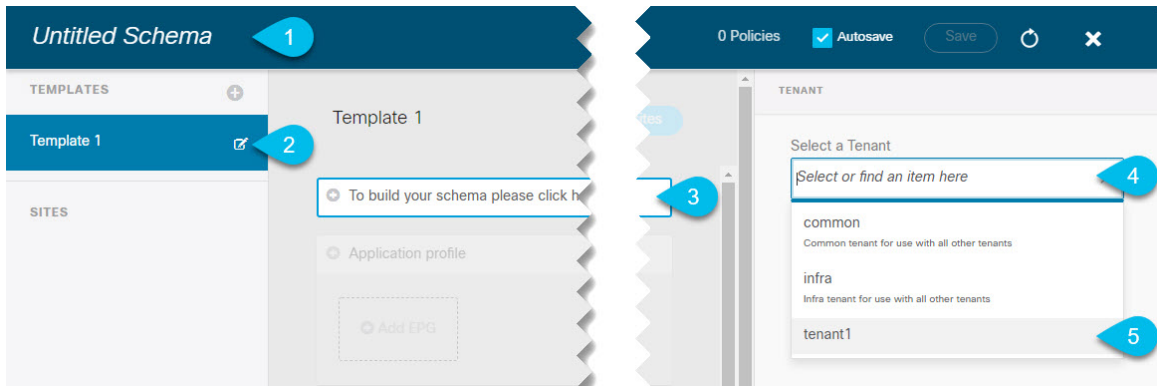 Untitled Schema
1
0 Policies
Autosave
Save
TEMPLATES
Template 1
2
SITES
Template 1
3
To build your schema please click
Application profile
Add EPG
TENANT
Select a Tenant
Select or find an item here
4
common
Common tenant for use with all other tenants
infra
Infra tenant for use with all other tenants
tenant1
5